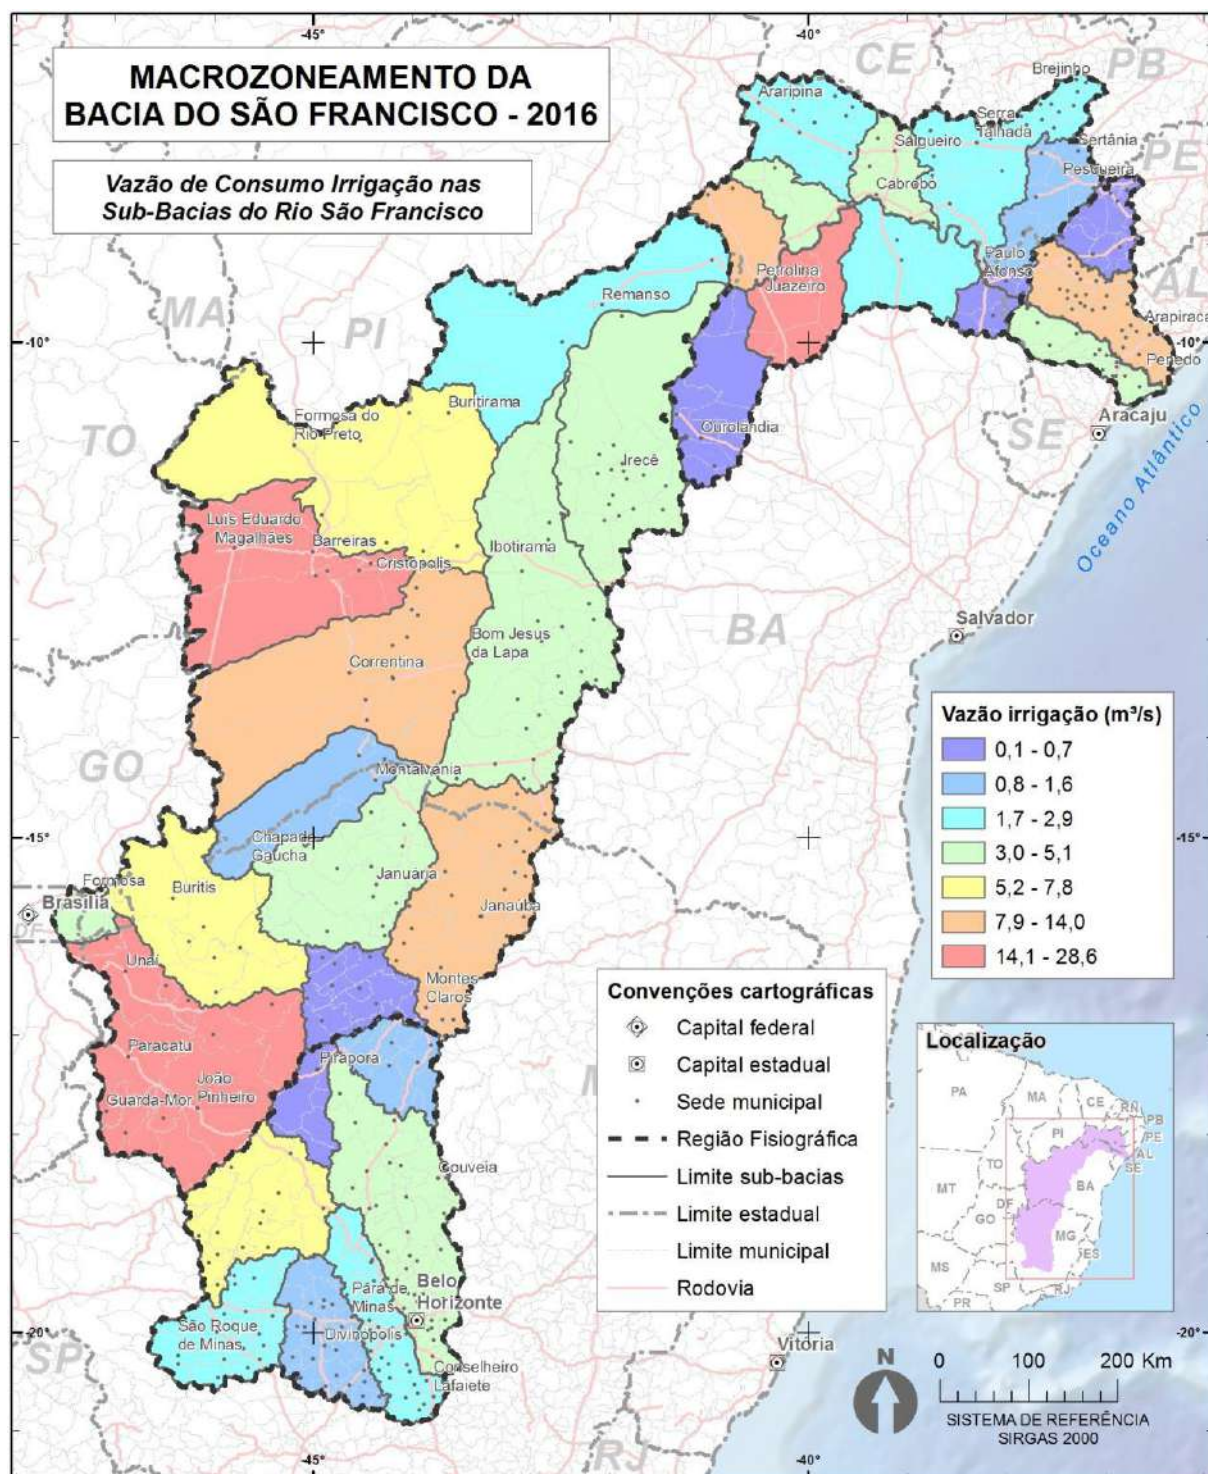 -45°
-40°
MACROZONEAMENTO DA
BACIA DO SÃO FRANCISCO - 2016
Vazão de Consumo Irrigação nas
Sub-Bacias do Rio São Francisco
CE
PB
Brejinho
Araripina
Serra
Talhada
Salgueiro
Sertânia
PE
Pesqueira
Cabrobó
Paulo
Afonso
Petrolina
Juazeiro
AL
Remanso
MA
PI
Arapiraca
-10°
-10°
Penedo
Buritirama
Aracaju
Formosa do
Rio Preto
TO
Ourolandia
SE
Irecê
Oceano Atlântico
Luís Eduardo
Magalhães
Barreiras
Ibotirama
Cristópolis
BA
Salvador
Bom Jesus
da Lapa
Correntina
Vazão irrigação (m³/s)
0,1 - 0,7
0,8 - 1,6
1,7 - 2,9
3,0 - 5,1
5,2 - 7,8
7,9 - 14,0
14,1 - 28,6
GO
Montalvânia
-15°
-15°
Chapada
Gaúcha
Formosa
Buritis
Januária
Brasília
DF
Janaúba
Unaí
Montes
Claros
Convenções cartográficas
Capital federal
Capital estadual
Sede municipal
Região Fisiográfica
Limite sub-bacias
Limite estadual
Limite municipal
Rodovia
Localização
PA
MA
CE
RN
PB
PI
PE
AL
SE
TO
BA
MT
DF
GO
MG
ES
MS
SP
RJ
PR
Paracatu
Pirapora
João
Pinheiro
Guarda-Mor
Gouveia
Belo
Horizonte
Pará de
Minas
São Roque
de Minas
Divinópolis
-20°
-20°
Vitória
Conselheiro
Lafaiete
SP
RJ
N
0 100 200 Km
SISTEMA DE REFERÊNCIA
SIRGAS 2000
-45°
-40°